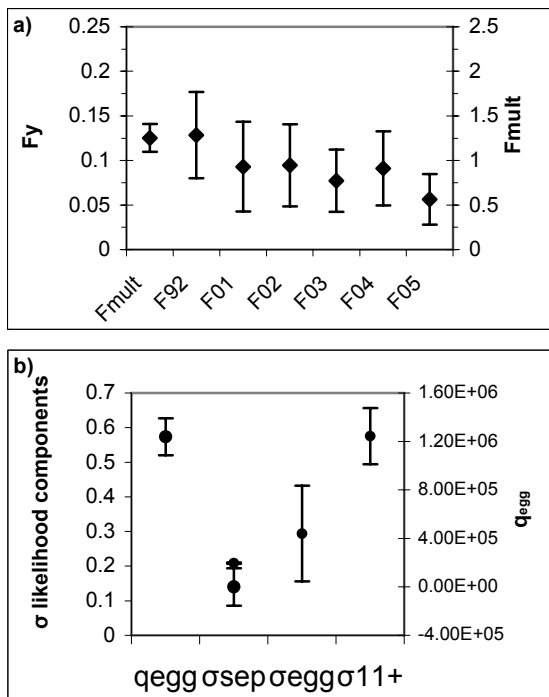 a)
0.25
0.2
0.15
0.1
0.05
0
Fy
2.5
2
1.5
1
0.5
0
Fmult
Fmult
F92
F01
F02
F03
F04
F05
b)
0.7
0.6
0.5
0.4
0.3
0.2
0.1
0
σ likelihood components
1.60E+06
1.20E+06
8.00E+05
4.00E+05
0.00E+00
-4.00E+05
qegg
qegg σsep σegg σ11+